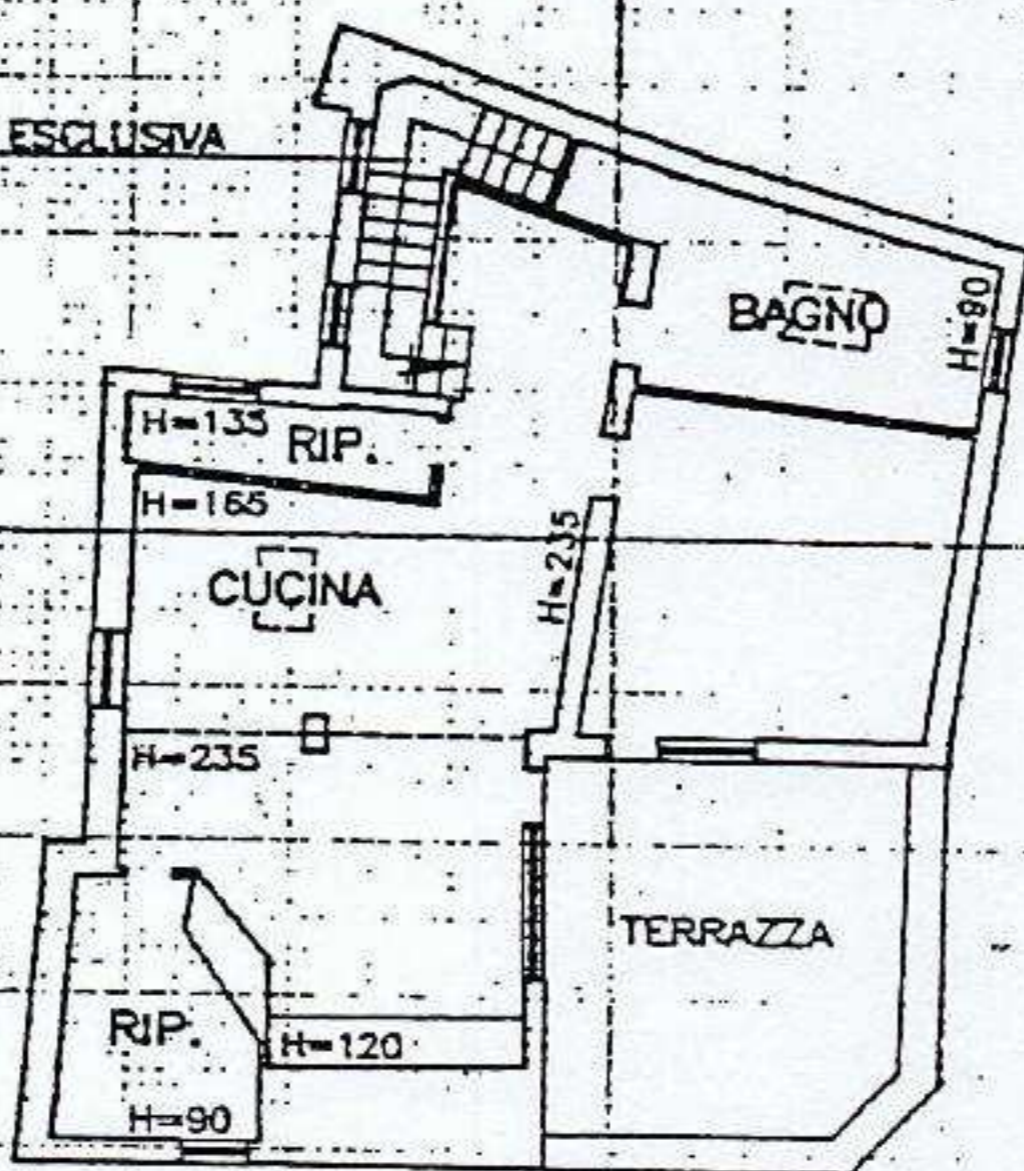 ESCLUSIVA
BAGNO
H=90
H=135
RIP.
H=165
CUCINA
H=235
H=235
TERRAZZA
RIP.
H=120
H=90